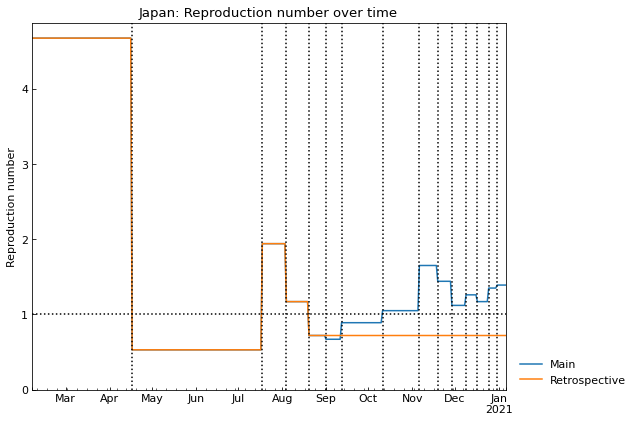 Japan: Reproduction number over time
Reproduction number
4
3
2
1
0
Mar Apr May Jun Jul Aug Sep Oct Nov Dec Jan
2021
Main
Retrospective